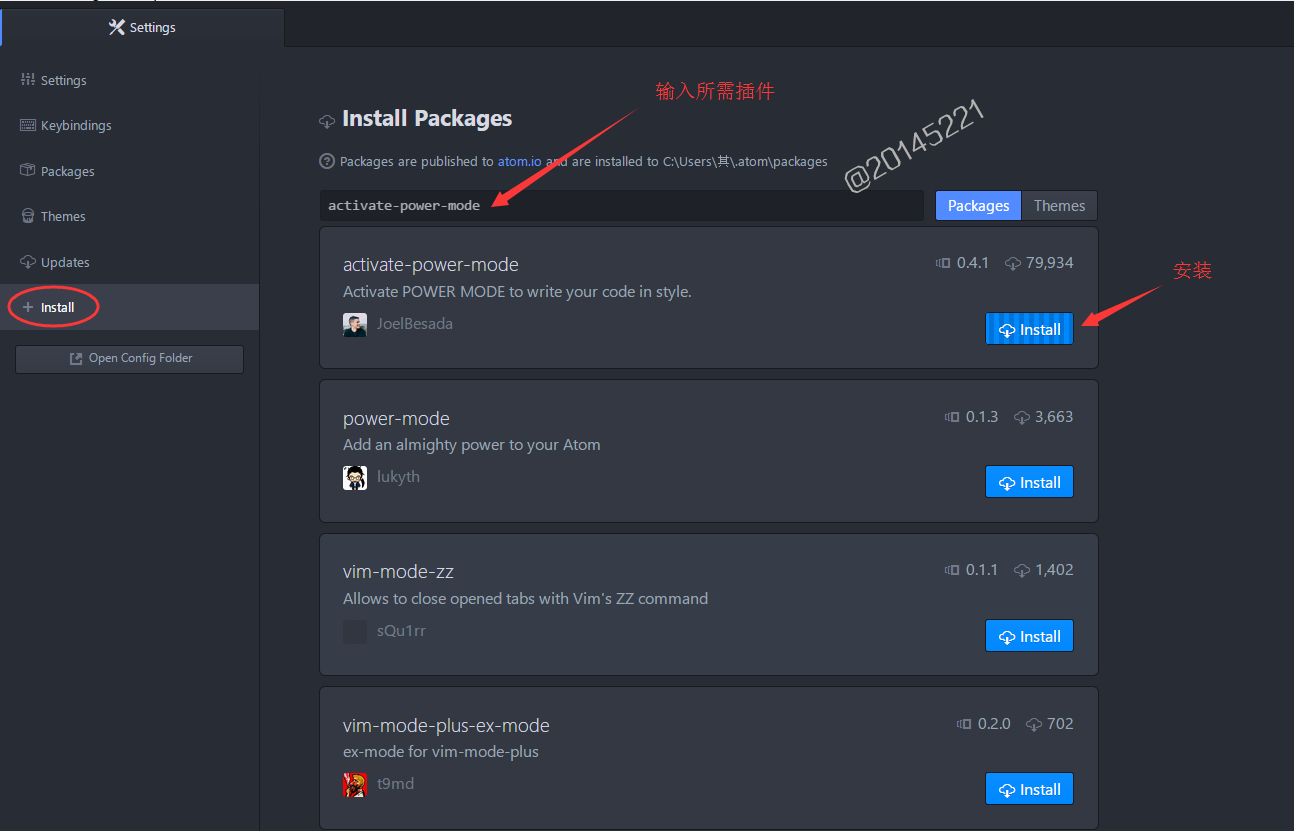 Settings
Settings
Keybindings
Packages
Themes
Updates
Install
Open Config Folder
输入所需插件
Install Packages
@20145221
Packages are published to atom.io and are installed to C:\Users\其\.atom\packages
activate-power-mode
Packages
Themes
activate-power-mode
0.4.1
79,934
Activate POWER MODE to write your code in style.
安装
JoelBesada
Install
power-mode
0.1.3
3,663
Add an almighty power to your Atom
lukyth
Install
vim-mode-zz
0.1.1
1,402
Allows to close opened tabs with Vim's ZZ command
sQu1rr
Install
vim-mode-plus-ex-mode
0.2.0
702
ex-mode for vim-mode-plus
t9md
Install